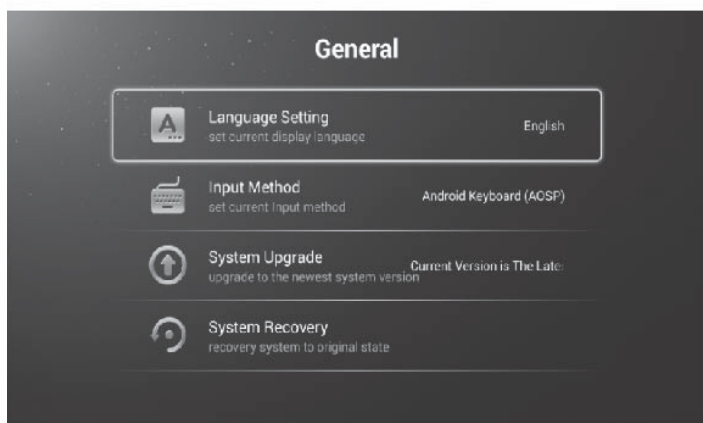 General
Language Setting
set current display language
English
Input Method
set current Input method
Android Keyboard (AOSP)
System Upgrade
upgrade to the newest system version
Current Version is The Late
System Recovery
recovery system to original state